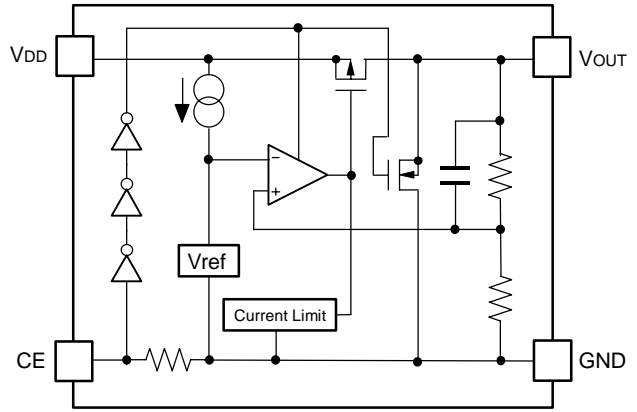 VDD
VOUT
−
+
Vref
Current Limit
CE
GND